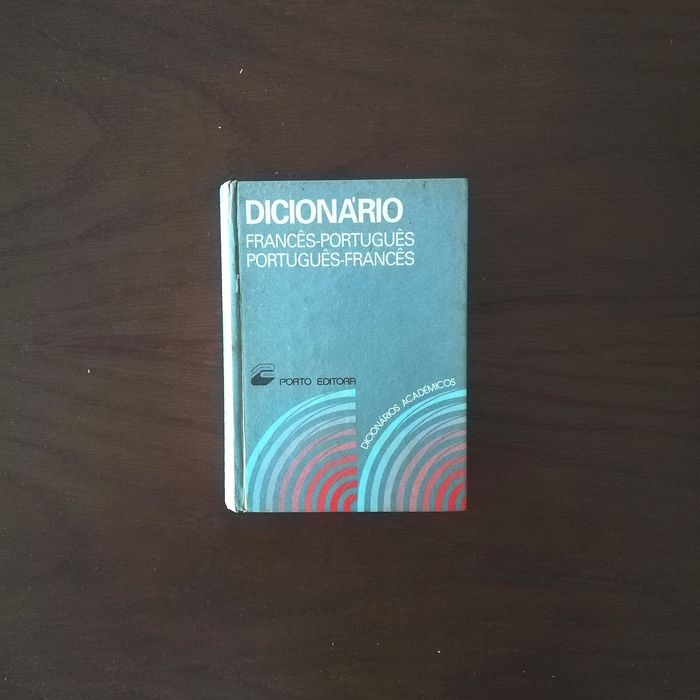 DICIONÁRIO
FRANCÊS-PORTUGUÊS
PORTUGUÊS-FRANCÊS
PORTO EDITORA
DICIONÁRIOS ACADÉMICOS